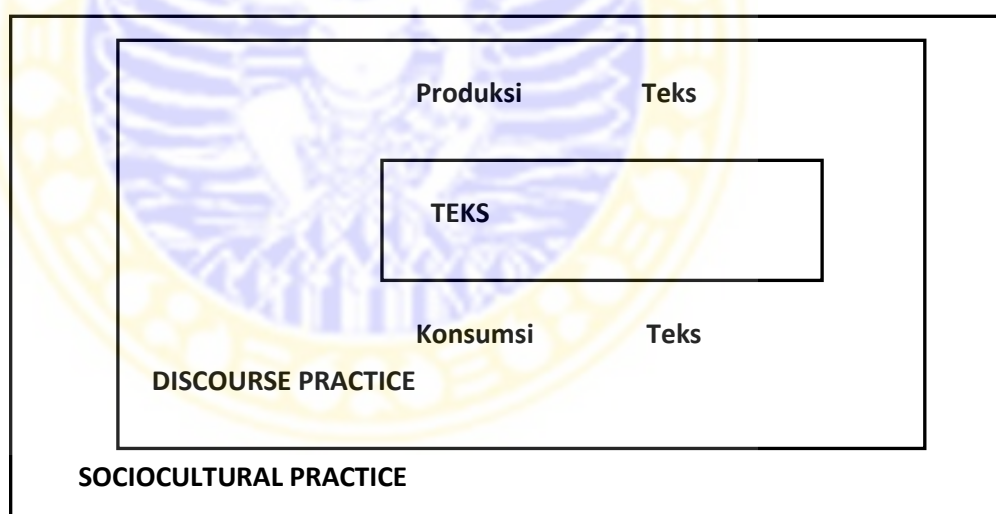 Produksi Teks
TEKS
Konsumsi Teks
DISCOURSE PRACTICE
SOCIOCULTURAL PRACTICE